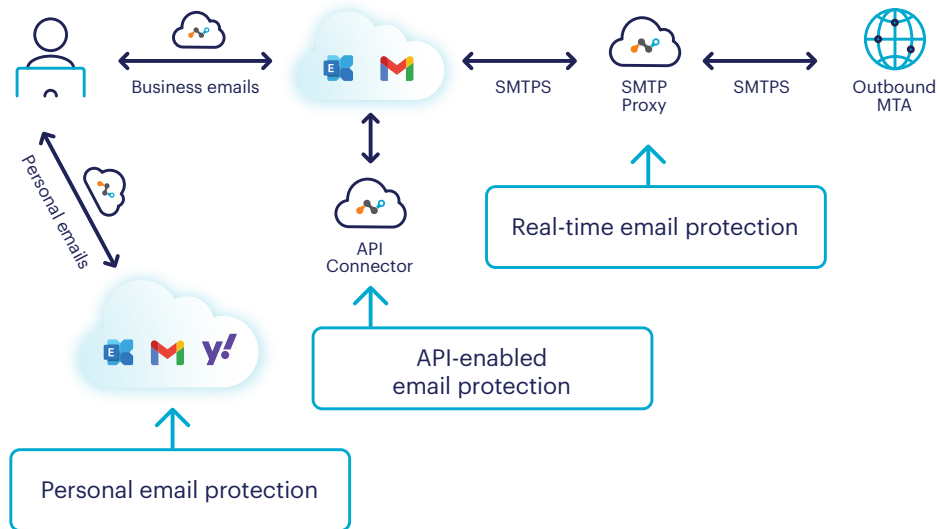 Business emails
SMTPS
SMTP
Proxy
SMTPS
Outbound
MTA
Personal emails
API
Connector
Real-time email protection
E
E
y!
API-enabled
email protection
Personal email protection